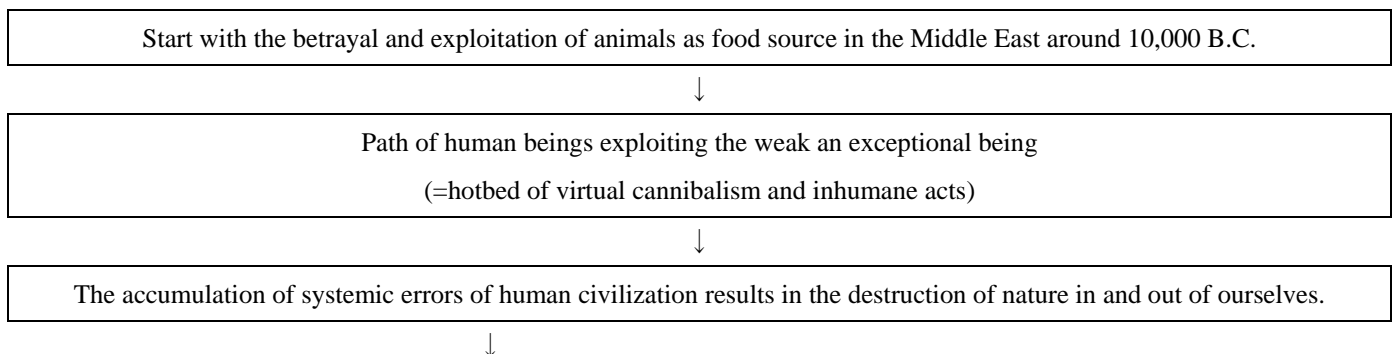 Start with the betrayal and exploitation of animals as food source in the Middle East around 10,000 B.C.
↓
Path of human beings exploiting the weak an exceptional being
(=hotbed of virtual cannibalism and inhumane acts)
↓
The accumulation of systemic errors of human civilization results in the destruction of nature in and out of ourselves.
↓